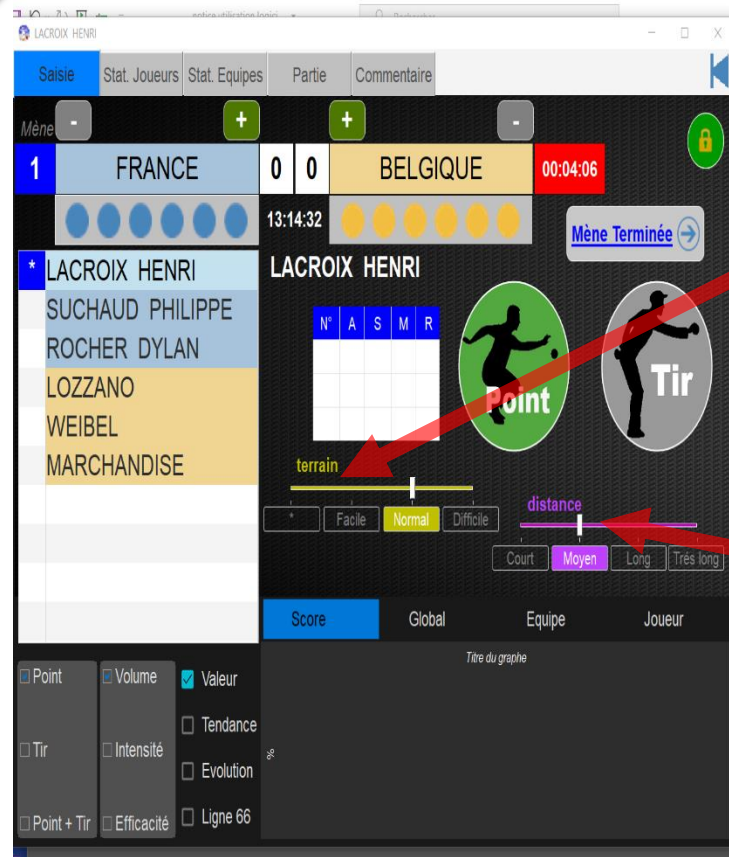 notice utilisation logici
LACROIX HENRI
Saisie Stat. Joueurs Stat. Equipes Partie Commentaire
Mène - + + -
1 FRANCE 0 0 BELGIQUE 00:04:06
13:14:32 Mène Terminée
* LACROIX HENRI
SUCHAUD PHILIPPE
ROCHER DYLAN
LOZZANO
WEIBEL
MARCHANDISE
LACROIX HENRI
N° A S M R
Point
Tir
terrain
* Facile Normal Difficile
distance
Court Moyen Long Trés long
Score Global Equipe Joueur
Titre du graphe
%
Point Volume Valeur
Tendance
Tir Intensité
Evolution
Point + Tir Efficacité Ligne 66